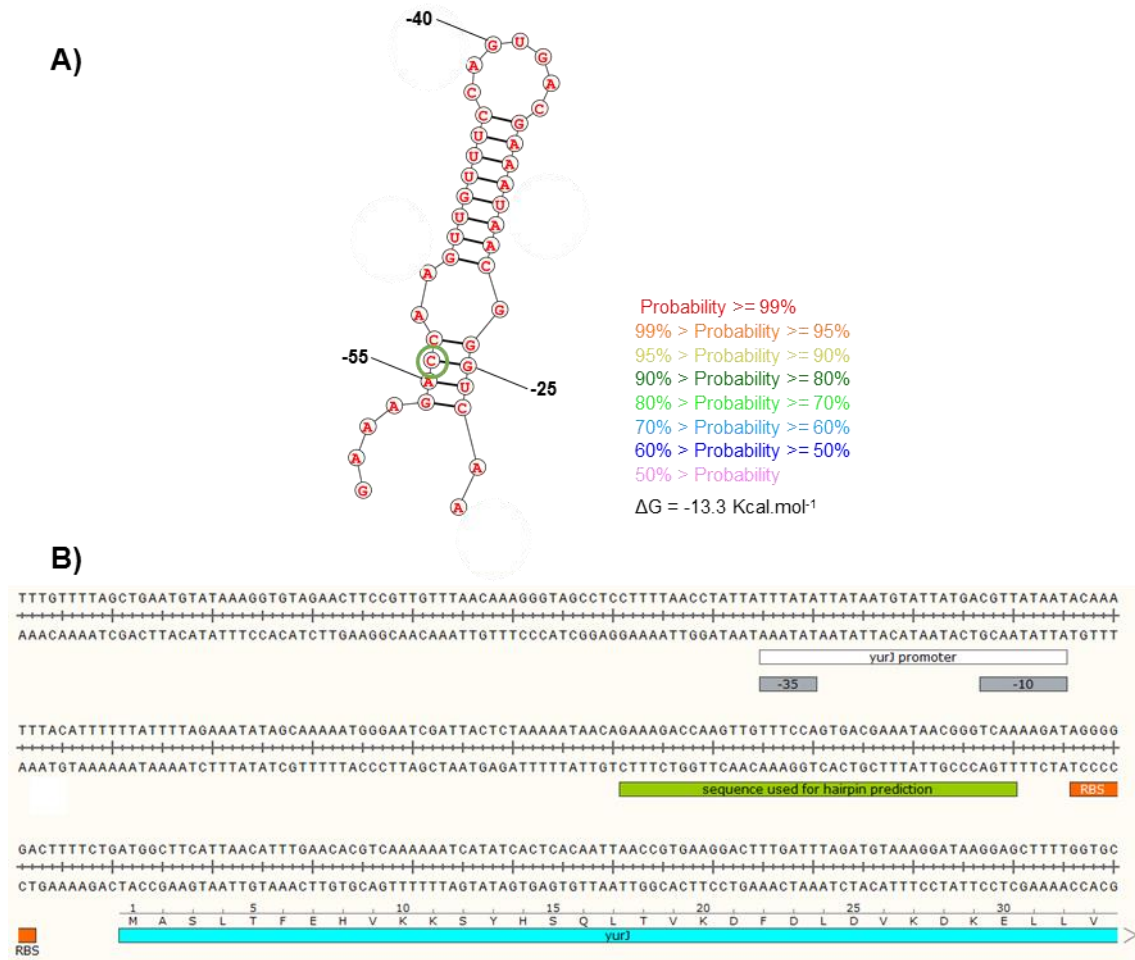 A)
-40
-55
-25
G A A A G A C C A A G U U G U U U C C A G U G A C G A A A U A A C G G G U C A A
Probability >= 99%
99% > Probability >= 95%
95% > Probability >= 90%
90% > Probability >= 80%
80% > Probability >= 70%
70% > Probability >= 60%
60% > Probability >= 50%
50% > Probability
ΔG = -13.3 Kcal.mol⁻¹
B)
TTTGTTTTAGCTGAATGTATAAAGGTGTAGAACTTCCGTTGTTTAACAAAGGGTAGCCTCCTTTTAACCTATTATTTATATTATAATGTATTATGACGTTATAATACAAA
AAACAAAATCGACTTACATATTTCCACATCTTGAAGGCAACAAATTGTTTCCCATCGGAGGAAAATTGGATAATAAATATAATATTACATAATACTGCAATATTATGTTT
yurJ promoter
-35
-10
TTTACATTTTTTATTTTAGAAATATAGCAAAAATGGGAATCGATTACTCTAAAAATAACAGAAAGACCAAGTTGTTTCCAGTGACGAAATAACGGGTCAAAAGATAGGGG
AAATGTAAAAAATAAAATCTTTATATCGTTTTTACCCTTAGCTAATGAGATTTTTATTGTCTTTCTGGTTCAACAAAGGTCACTGCTTTATTGCCCAGTTTTCTATCCCC
sequence used for hairpin prediction
RBS
GACTTTTCTGATGGCTTCATTAACATTTGAACACGTCAAAAAATCATATCACTCACAATTAACCGTGAAGGACTTTGATTTAGATGTAAAGGATAAGGAGCTTTTGGTGC
CTGAAAAGACTACCGAAGTAATTGTAAACTTGTGCAGTTTTTTAGTATAGTGAGTGTTAATTGGCACTTCCTGAAACTAAATCTACATTTCCTATTCCTCGAAAACCACG
1 5 10 15 20 25 30
M A S L T F E H V K K S Y H S Q L T V K D F D L D V K D K E L L V
yurJ
RBS